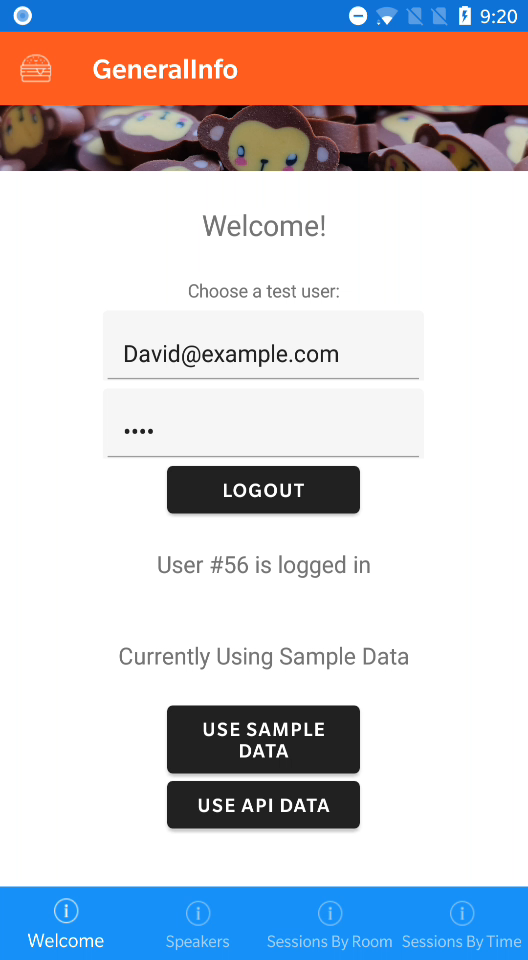 9:20
GeneralInfo
Welcome!
Choose a test user:
David@example.com
••••
LOGOUT
User #56 is logged in
Currently Using Sample Data
USE SAMPLE
DATA
USE API DATA
Welcome
Speakers
Sessions By Room
Sessions By Time